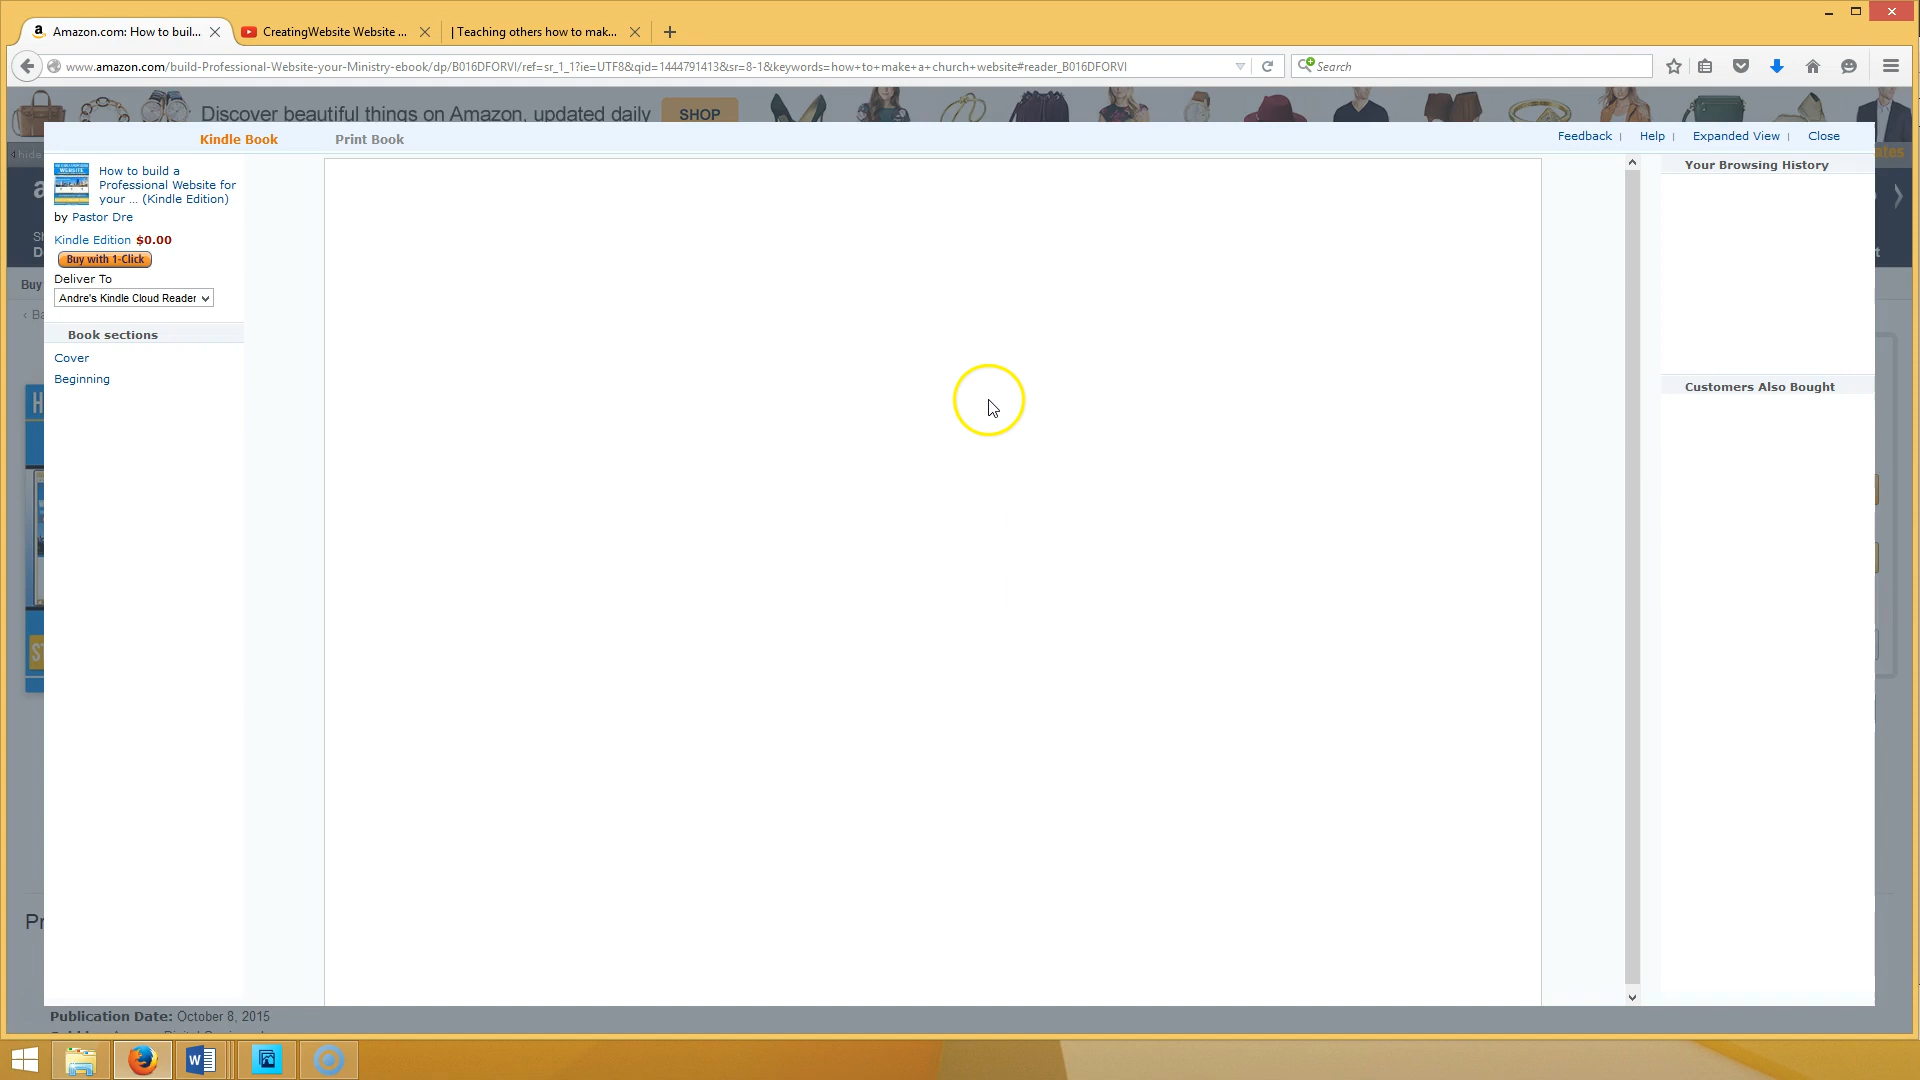 Amazon.com: How to buil...
CreatingWebsite Website ...
| Teaching others how to mak...
www.amazon.com/build-Professional-Website-your-Ministry-ebook/dp/B016DFORVI/ref=sr_1_1?ie=UTF8&qid=1444791413&sr=8-1&keywords=how+to+make+a+church+website#reader_B016DFORVI
Search
Discover beautiful things on Amazon, updated daily
SHOP
Kindle Book
Print Book
Feedback |
Help |
Expanded View |
Close
hide
How to build a
Professional Website for
your ... (Kindle Edition)
by Pastor Dre
Kindle Edition $0.00
Buy with 1-Click
Deliver To
Andre's Kindle Cloud Reader
Book sections
Cover
Beginning
Your Browsing History
Customers Also Bought
Buy
Publication Date: October 8, 2015